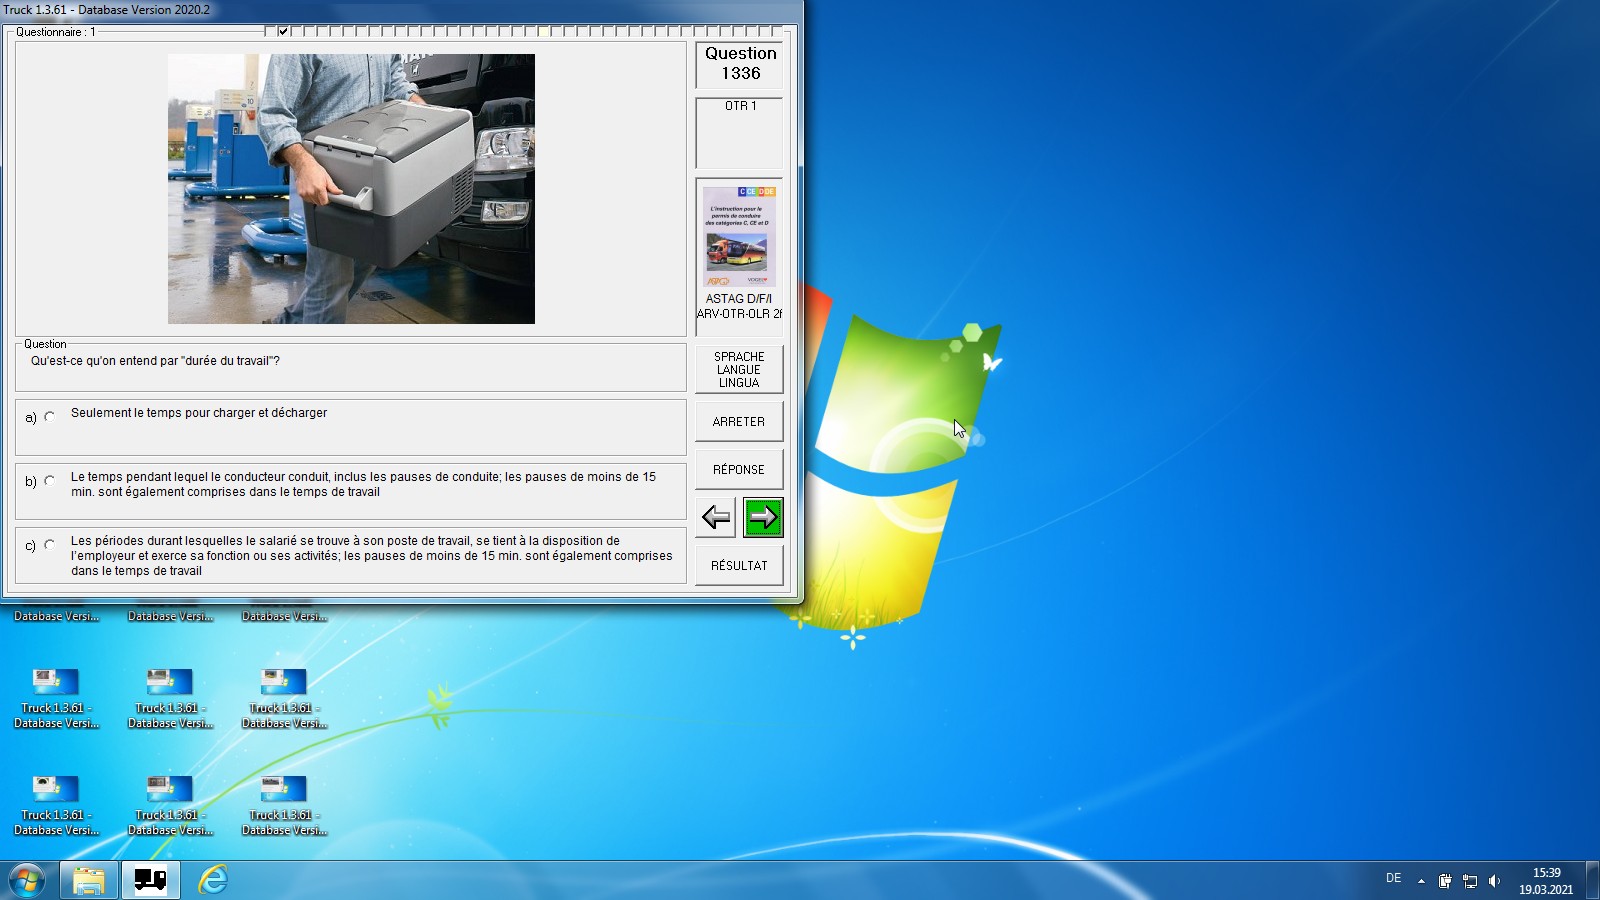 Truck 1.3.61 - Database Version 2020.2
Questionnaire : 1
Question
1336
OTR 1
C CE D DE
L'instruction pour le
permis de conduire
des catégories C, CE et D
ASTAG D/F/I
ARV-OTR-OLR 2f
Question
Qu'est-ce qu'on entend par "durée du travail"?
a)
Seulement le temps pour charger et décharger
b)
Le temps pendant lequel le conducteur conduit, inclus les pauses de conduite; les pauses de moins de 15
min. sont également comprises dans le temps de travail
c)
Les périodes durant lesquelles le salarié se trouve à son poste de travail, se tient à la disposition de
l'employeur et exerce sa fonction ou ses activités; les pauses de moins de 15 min. sont également comprises
dans le temps de travail
SPRACHE
LANGUE
LINGUA
ARRETER
RÉPONSE
RÉSULTAT
Database Versi...
Database Versi...
Database Versi...
Truck 1.3.61 -
Database Versi...
Truck 1.3.61 -
Database Versi...
Truck 1.3.61 -
Database Versi...
Truck 1.3.61 -
Database Versi...
Truck 1.3.61 -
Database Versi...
Truck 1.3.61 -
Database Versi...
DE
15:39
19.03.2021